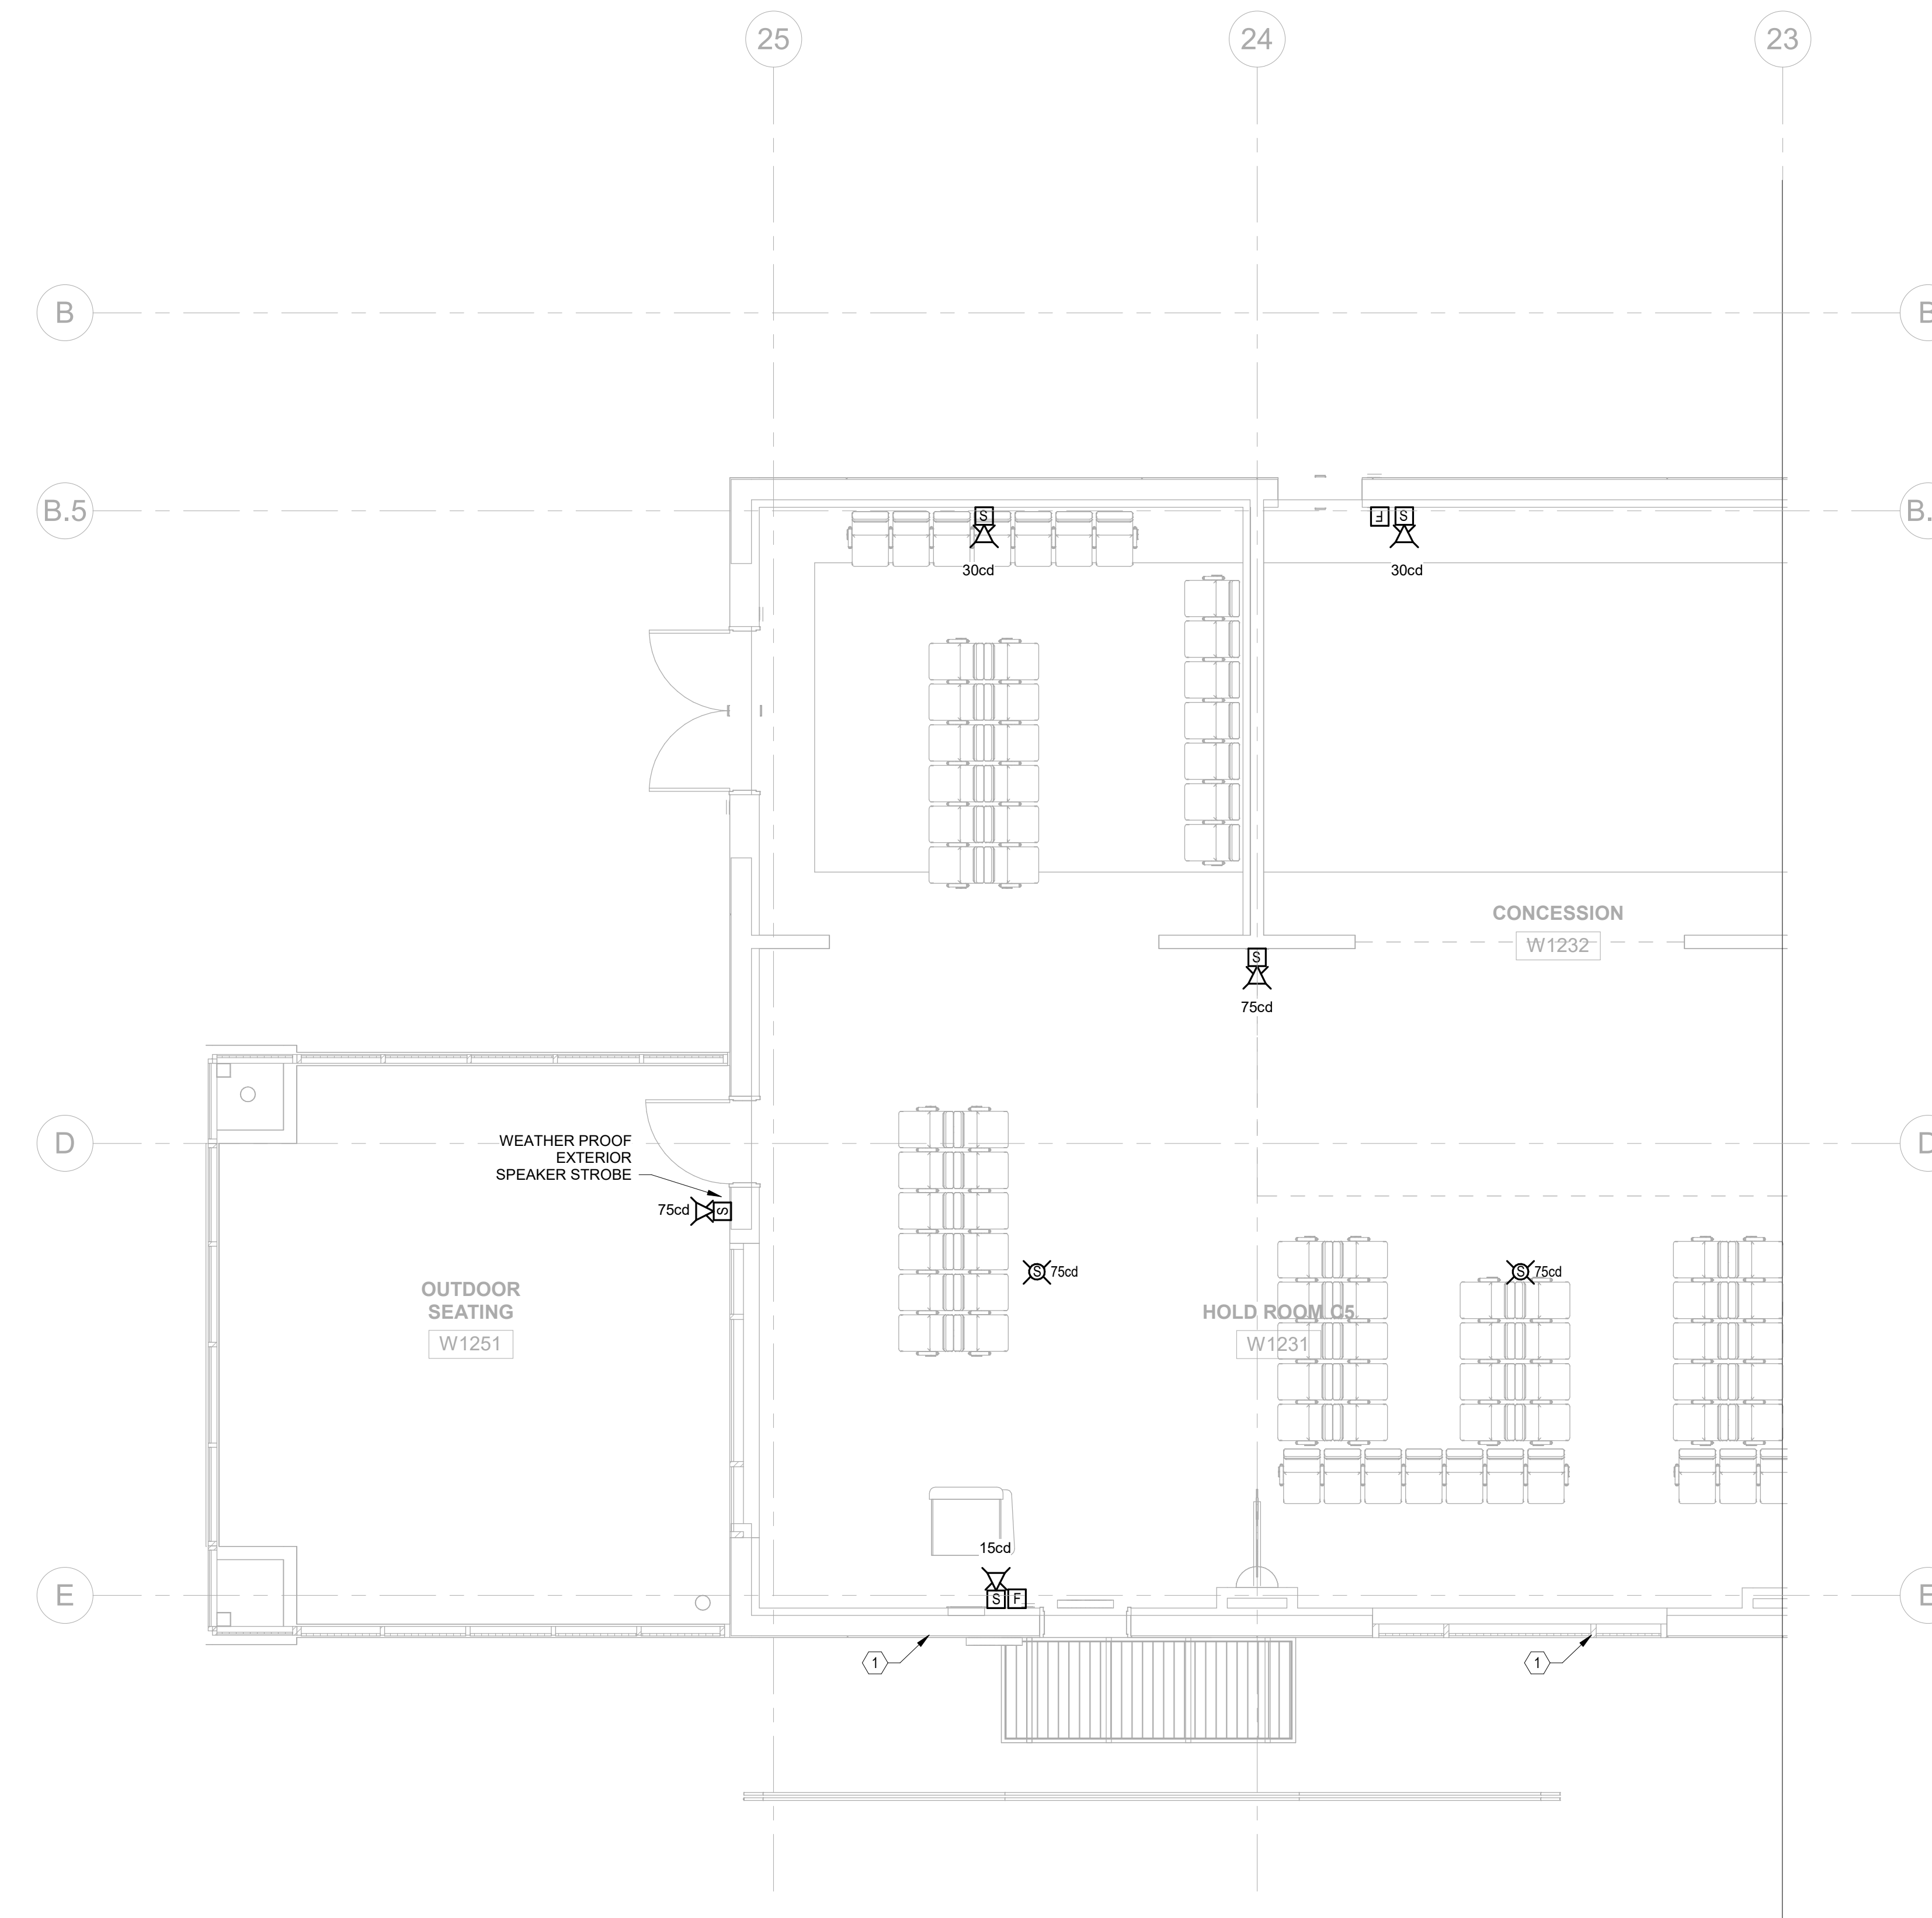 25
24
23
B
B
B.5
S
F
S
B.
30cd
30cd
CONCESSION
W1232
S
75cd
D
WEATHER PROOF
EXTERIOR
SPEAKER STROBE
D
75cd
S
S
75cd
S
75cd
OUTDOOR
SEATING
W1251
HOLD ROOM C5
W1231
15cd
E
S
F
E
1
1